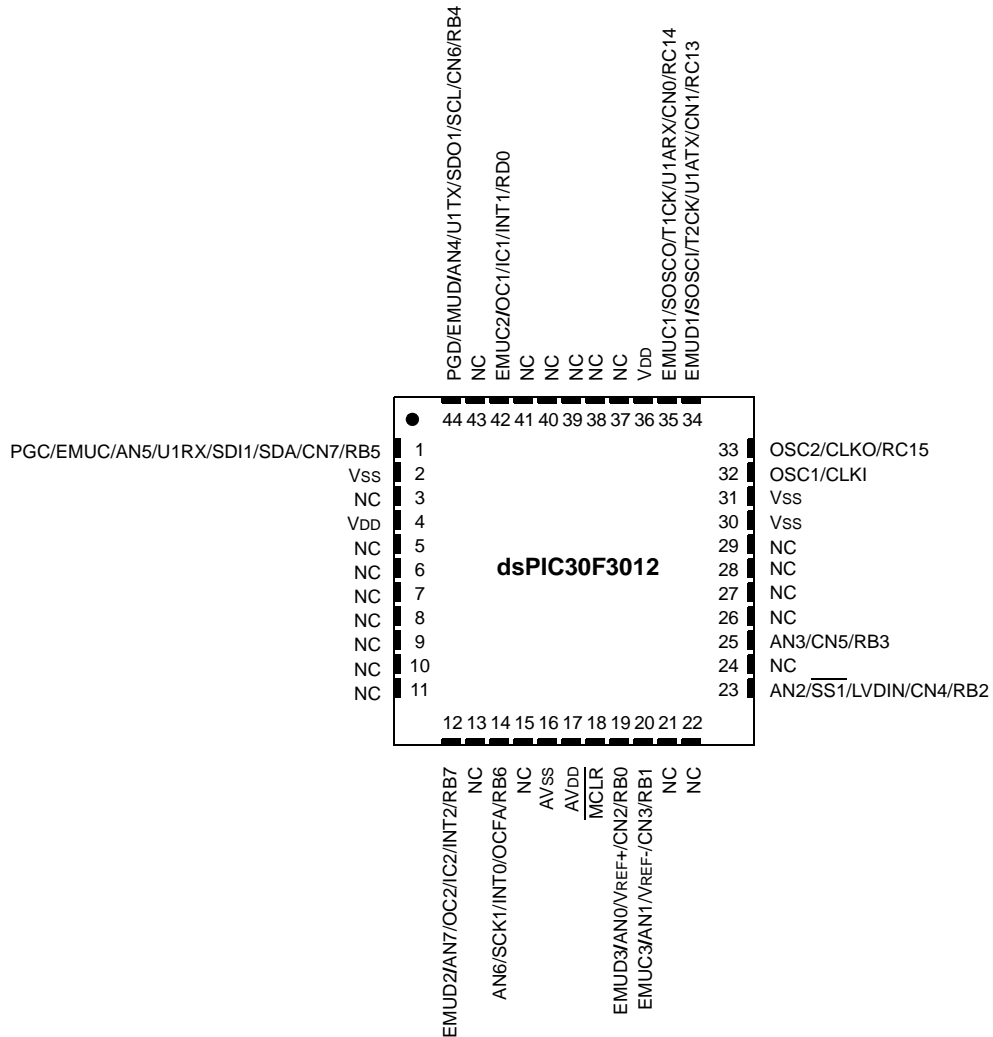 PGD/EMUD/AN4/U1TX/SDO1/SCL/CN6/RB4
NC
EMUC2/OC1/IC1/INT1/RD0
NC
NC
NC
NC
NC
VDD
EMUC1/SOSCO/T1CK/U1ARX/CN0/RC14
EMUD1/SOSCI/T2CK/U1ATX/CN1/RC13
44 43 42 41 40 39 38 37 36 35 34
PGC/EMUC/AN5/U1RX/SDI1/SDA/CN7/RB5 1
VSS 2
NC 3
VDD 4
NC 5
NC 6
NC 7
NC 8
NC 9
NC 10
NC 11
dsPIC30F3012
33 OSC2/CLKO/RC15
32 OSC1/CLKI
31 VSS
30 VSS
29 NC
28 NC
27 NC
26 NC
25 AN3/CN5/RB3
24 NC
23 AN2/SS1/LVDIN/CN4/RB2
12 13 14 15 16 17 18 19 20 21 22
EMUD2/AN7/OC2/IC2/INT2/RB7
NC
AN6/SCK1/INT0/OCFA/RB6
NC
AVSS
AVDD
MCLR
EMUD3/AN0/VREF+/CN2/RB0
EMUC3/AN1/VREF-/CN3/RB1
NC
NC